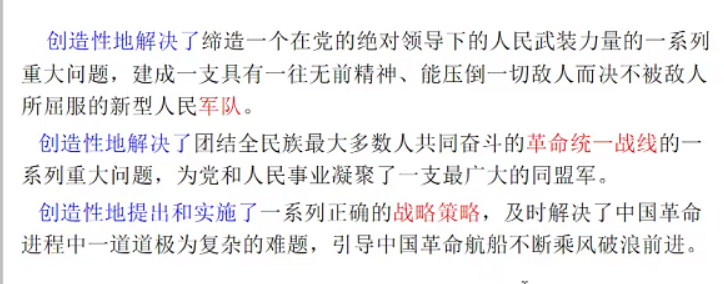 创造性地解决了缔造一个在党的绝对领导下的人民武装力量的一系列
重大问题，建成一支具有一往无前精神、能压倒一切敌人而决不被敌人
所屈服的新型人民军队。
创造性地解决了团结全民族最大多数人共同奋斗的革命统一战线的一
系列重大问题，为党和人民事业凝聚了一支最广大的同盟军。
创造性地提出和实施了一系列正确的战略策略，及时解决了中国革命
进程中一道道极为复杂的难题，引导中国革命航船不断乘风破浪前进。